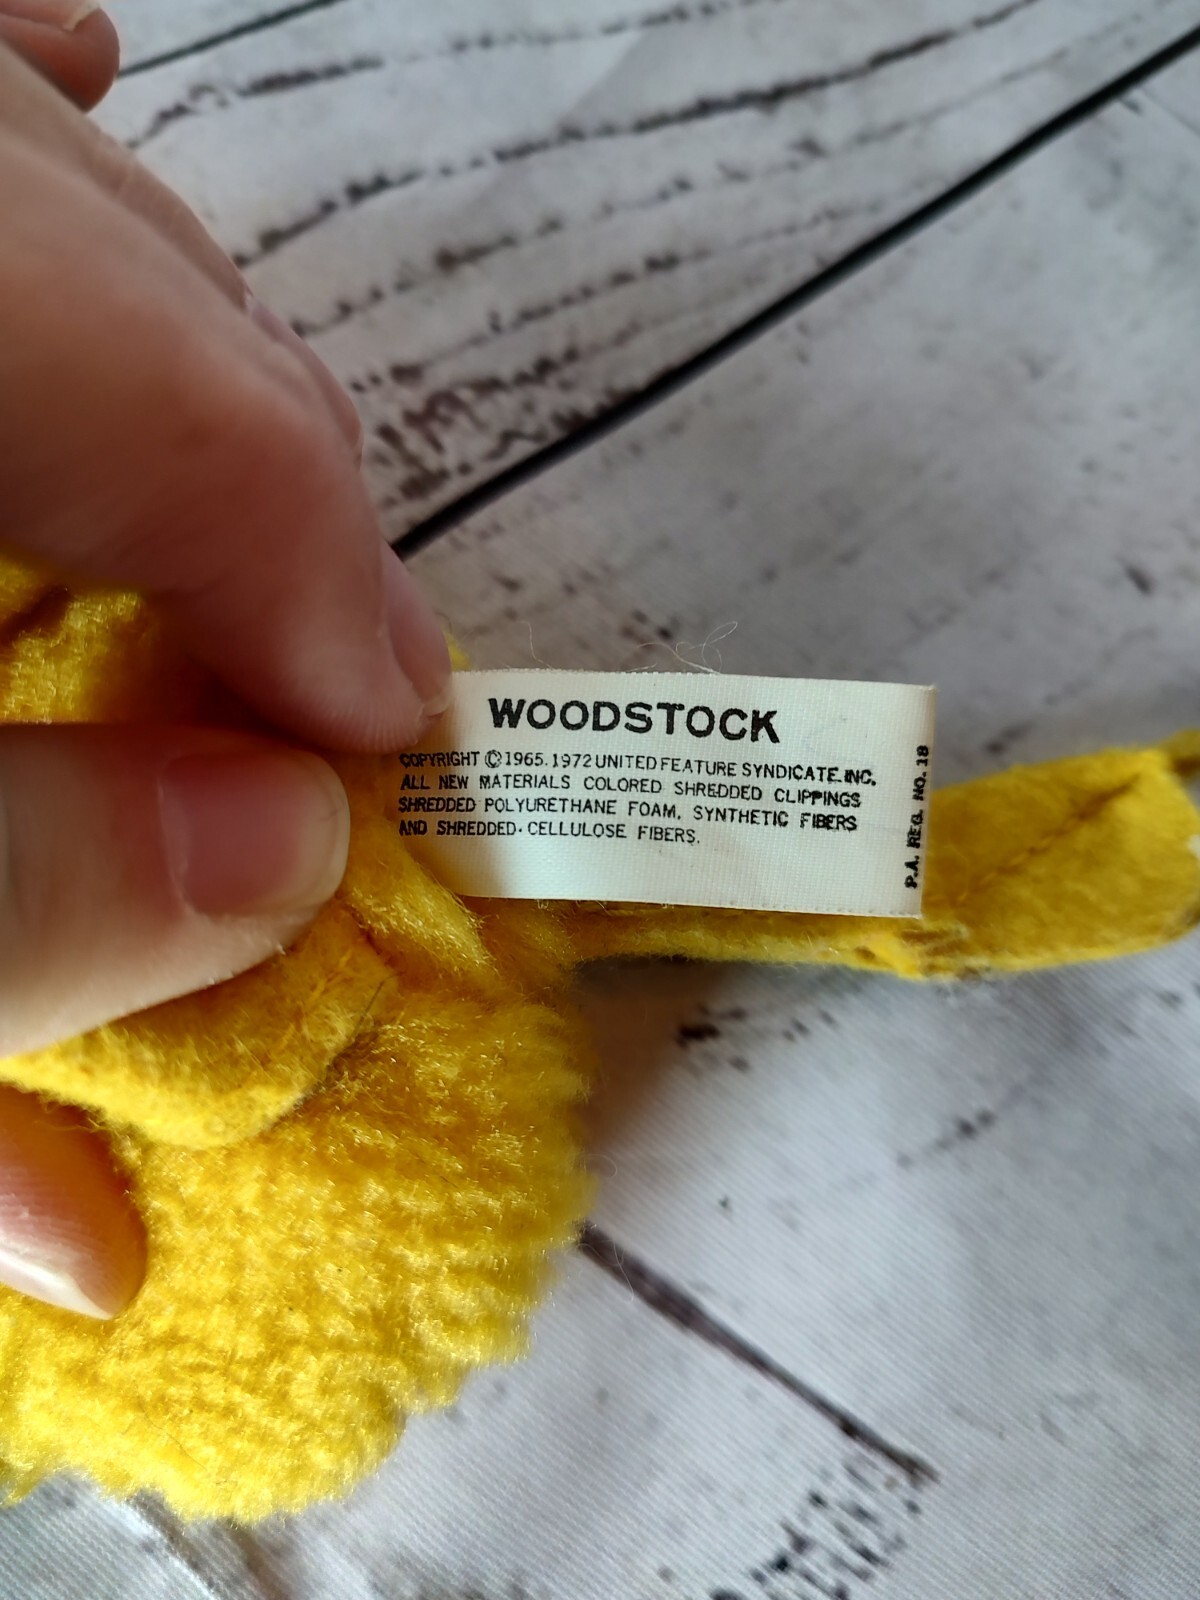 WOODSTOCK
COPYRIGHT ©1965.1972 UNITED FEATURE SYNDICATE.INC.
ALL NEW MATERIALS COLORED SHREDDED CLIPPINGS
SHREDDED POLYURETHANE FOAM. SYNTHETIC FIBERS
AND SHREDDED· CELLULOSE FIBERS.
P.A. REG. NO. 18